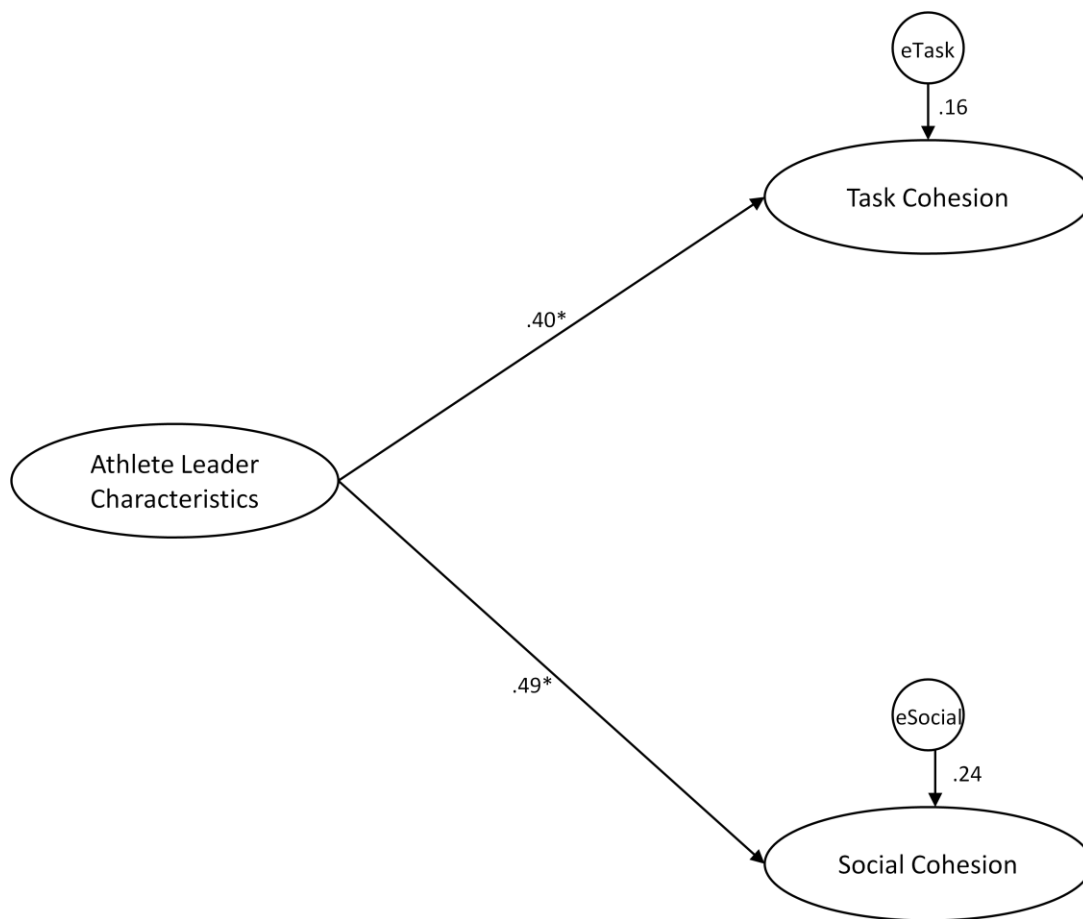 eTask
.16
Task Cohesion
.40*
Athlete Leader
Characteristics
.49*
eSocial
.24
Social Cohesion